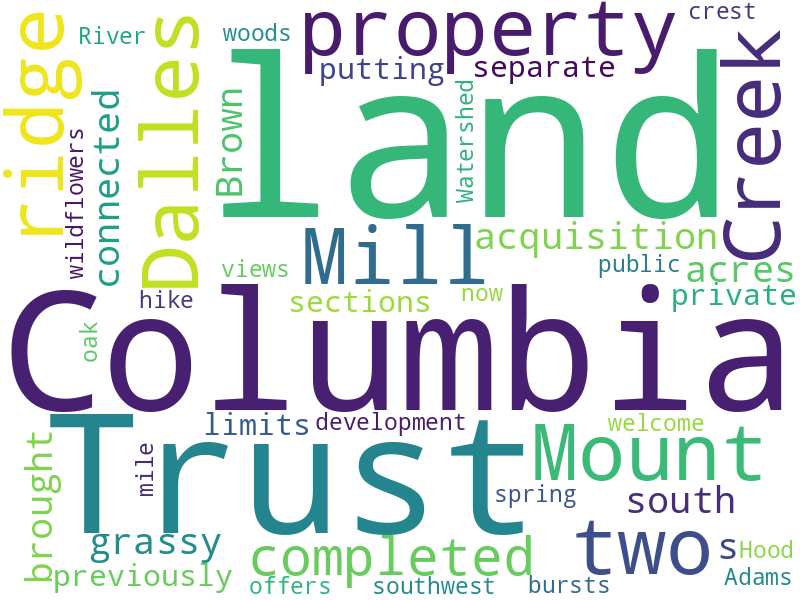 ridge
River
Dalles
woods
property
crest
putting
separate
Creek
land
Brown
Watershed
connected
wildflowers
Mill
acquisition
views
public
acres
hike
sections
now
private
Columbia
oak
Trust
limits
development
welcome
Mount
brought
mile
spring
south
grassy
completed
two
s
Hood
previously
offers
southwest
bursts
Adams